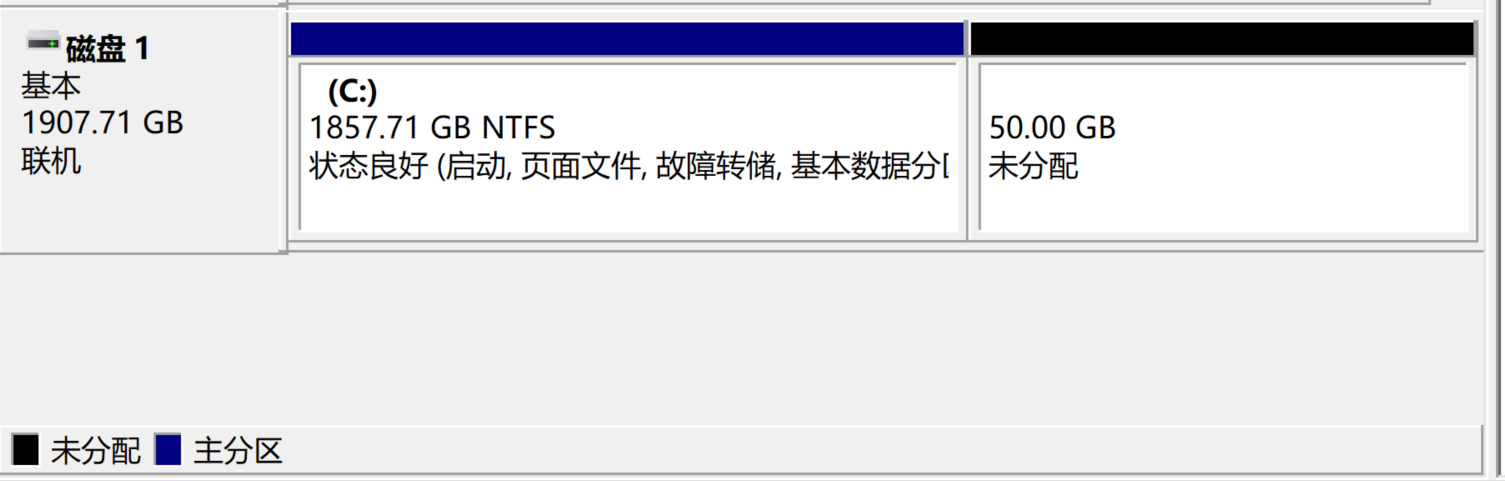 磁盘 1
基本
1907.71 GB
联机
(C:)
1857.71 GB NTFS
状态良好 (启动, 页面文件, 故障转储, 基本数据分
50.00 GB
未分配
未分配 主分区